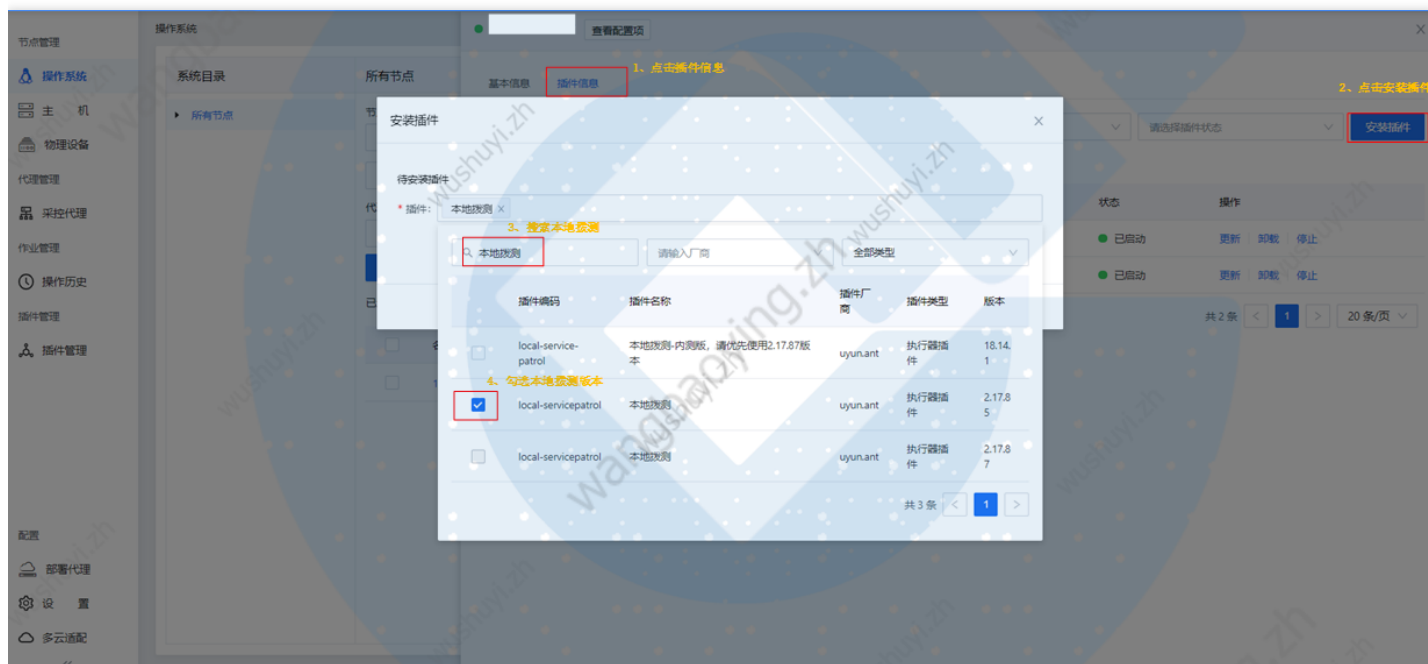 节点管理
操作系统
主 机
物理设备
代理管理
采控代理
作业管理
操作历史
插件管理
插件管理
配置
部署代理
设 置
多云适配
操作系统
系统目录
所有节点
所有节点
查看配置项
基本信息
插件信息
1、点击插件信息
2、点击安装插件
请选择插件状态
安装插件
状态
操作
已启动
更新
卸载
停止
已启动
更新
卸载
停止
共 2 条
1
20 条/页
安装插件
待安装插件
* 插件:
本地拨测 ×
3、搜索本地拨测
本地拨测
请输入厂商
全部类型
插件编码
插件名称
插件厂
商
插件类型
版本
local-service-
patrol
本地拨测-内测版,请优先使用2.17.87版
本
uyun.ant
执行器插
件
18.14.
1
4、勾选本地拨测版本
local-servicepatrol
本地拨测
uyun.ant
执行器插
件
2.17.8
5
local-servicepatrol
本地拨测
uyun.ant
执行器插
件
2.17.8
7
共 3 条
1
wushuyi.zh
wangbaoying.zh